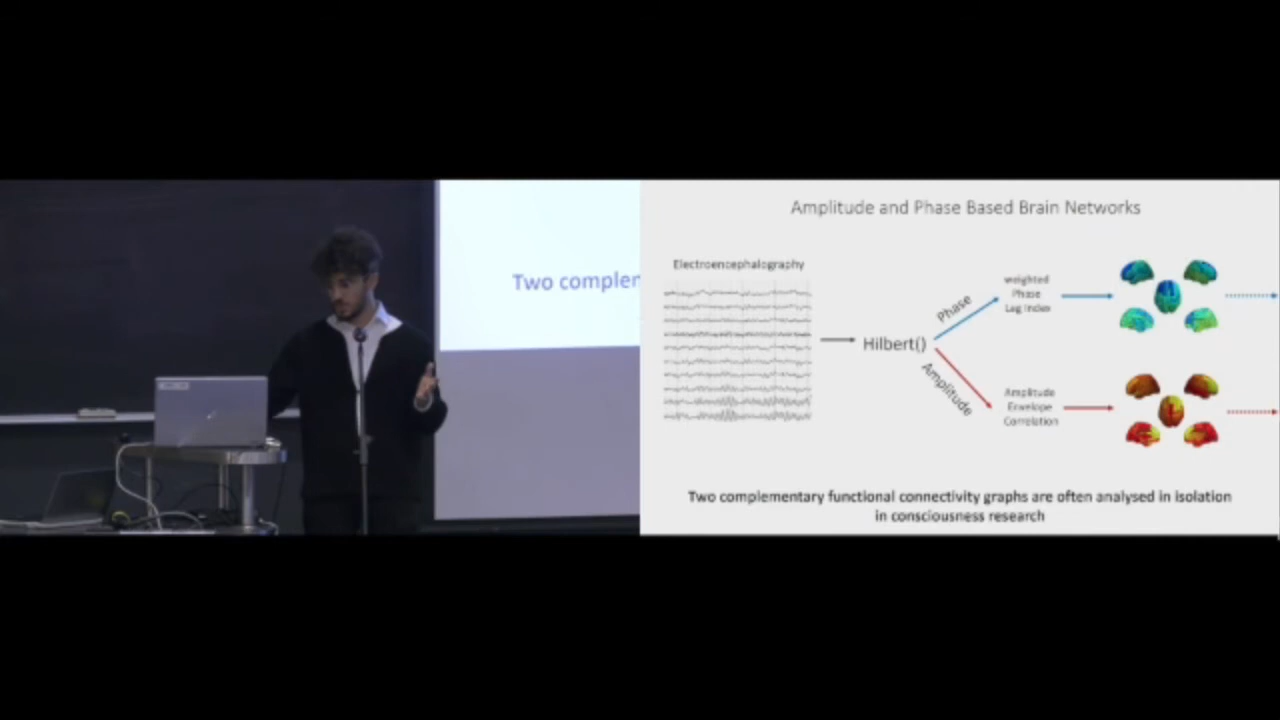 Two complem
Amplitude and Phase Based Brain Networks
Electroencephalography
Hilbert()
Phase
Amplitude
weighted
Phase
Lag Index
Amplitude
Envelope
Correlation
Two complementary functional connectivity graphs are often analysed in isolation
in consciousness research